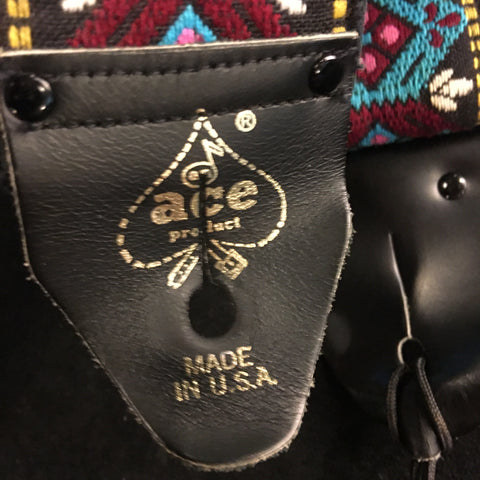 ®
ace
product
MADE
IN U.S.A.